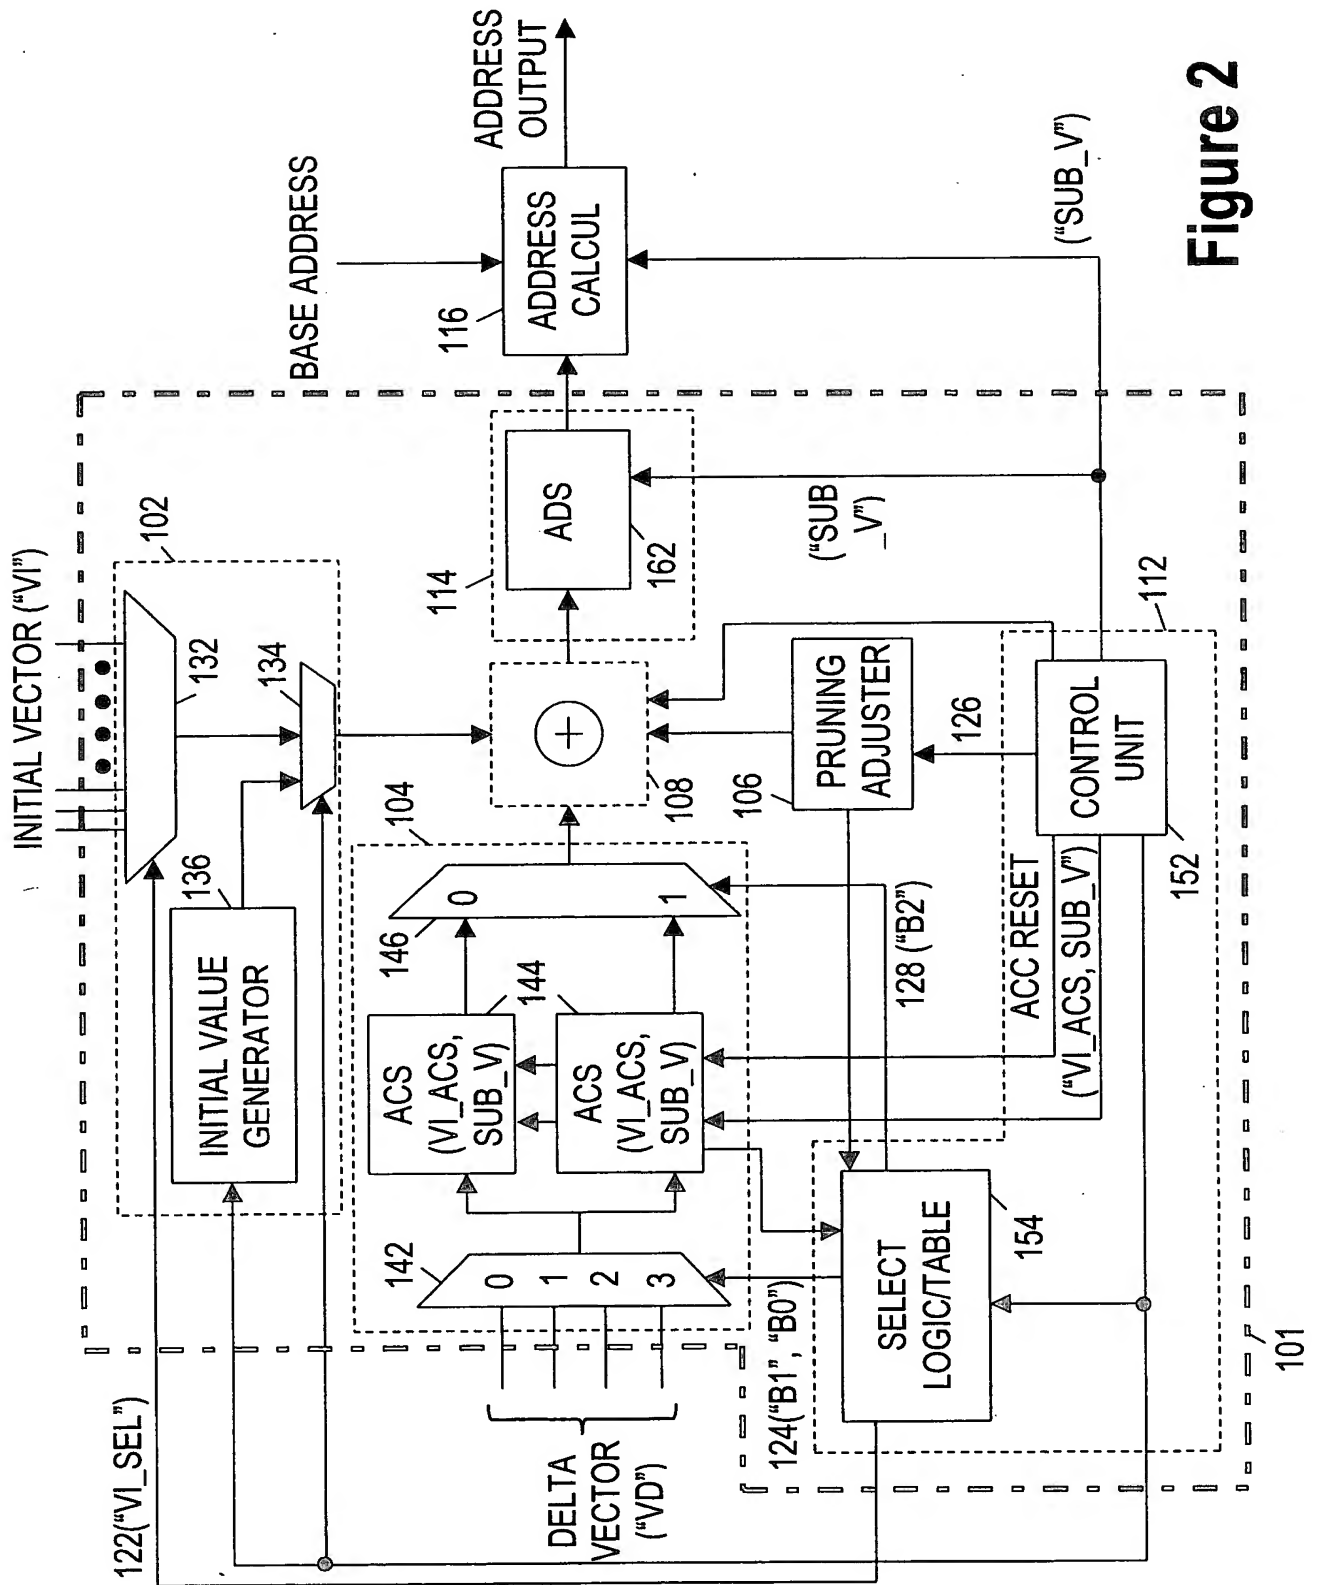 122("VI_SEL")
INITIAL VECTOR ("VI")
132
102
134
136
INITIAL VALUE
GENERATOR
BASE ADDRESS
ADDRESS
OUTPUT
ADDRESS
CALCUL
116
DELTA
VECTOR
("VD")
142
0
1
2
3
ACS
(VI_ACS,
SUB_V)
ACS
(VI_ACS,
SUB_V)
144
146
0
1
104
+
108
114
ADS
162
("SUB
_V")
("SUB_V")
124("B1", "B0")
128 ("B2")
106
PRUNING
ADJUSTER
126
SELECT
LOGIC/TABLE
154
ACC RESET
("VI_ACS, SUB_V")
CONTROL
UNIT
152
112
101
Figure 2